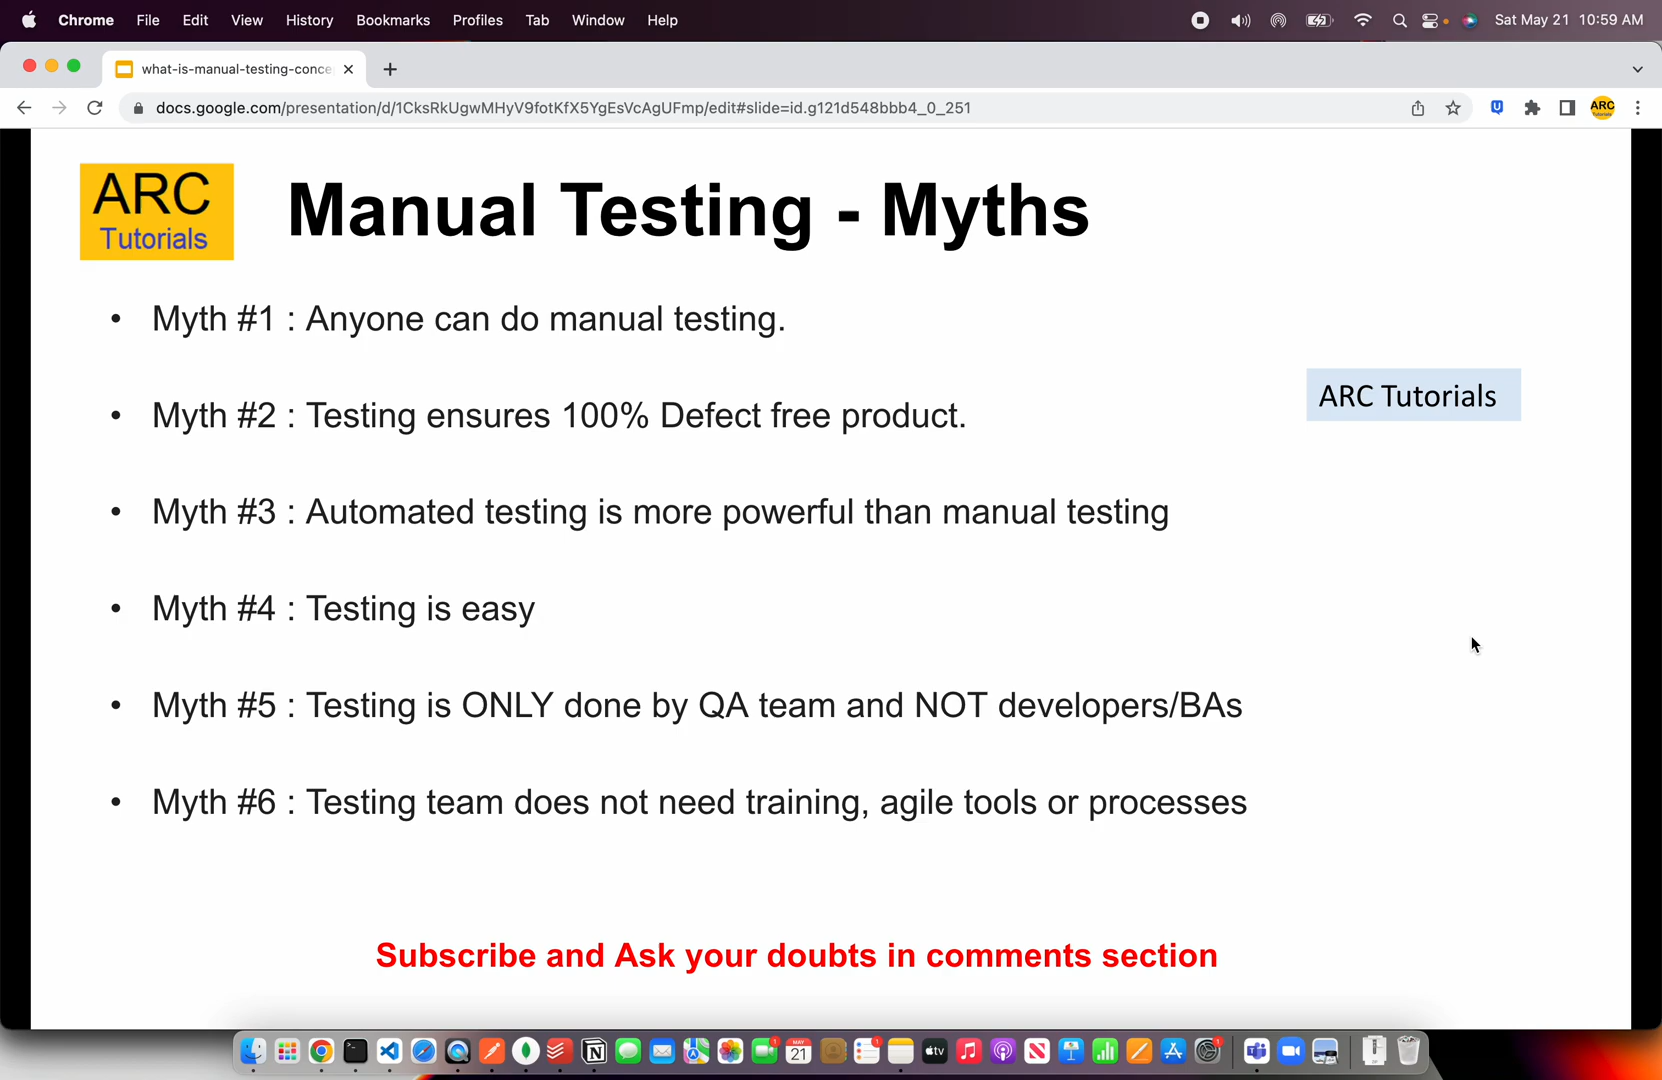 Chrome File Edit View History Bookmarks Profiles Tab Window Help Sat May 21 10:59 AM
what-is-manual-testing-conce
docs.google.com/presentation/d/1CksRkUgwMHyV9fotKfX5YgEsVcAgUFmp/edit#slide=id.g121d548bbb4_0_251
ARC
Tutorials
Manual Testing - Myths
• Myth #1 : Anyone can do manual testing.
ARC Tutorials
• Myth #2 : Testing ensures 100% Defect free product.
• Myth #3 : Automated testing is more powerful than manual testing
• Myth #4 : Testing is easy
• Myth #5 : Testing is ONLY done by QA team and NOT developers/BAs
• Myth #6 : Testing team does not need training, agile tools or processes
Subscribe and Ask your doubts in comments section
MAY
21
tv